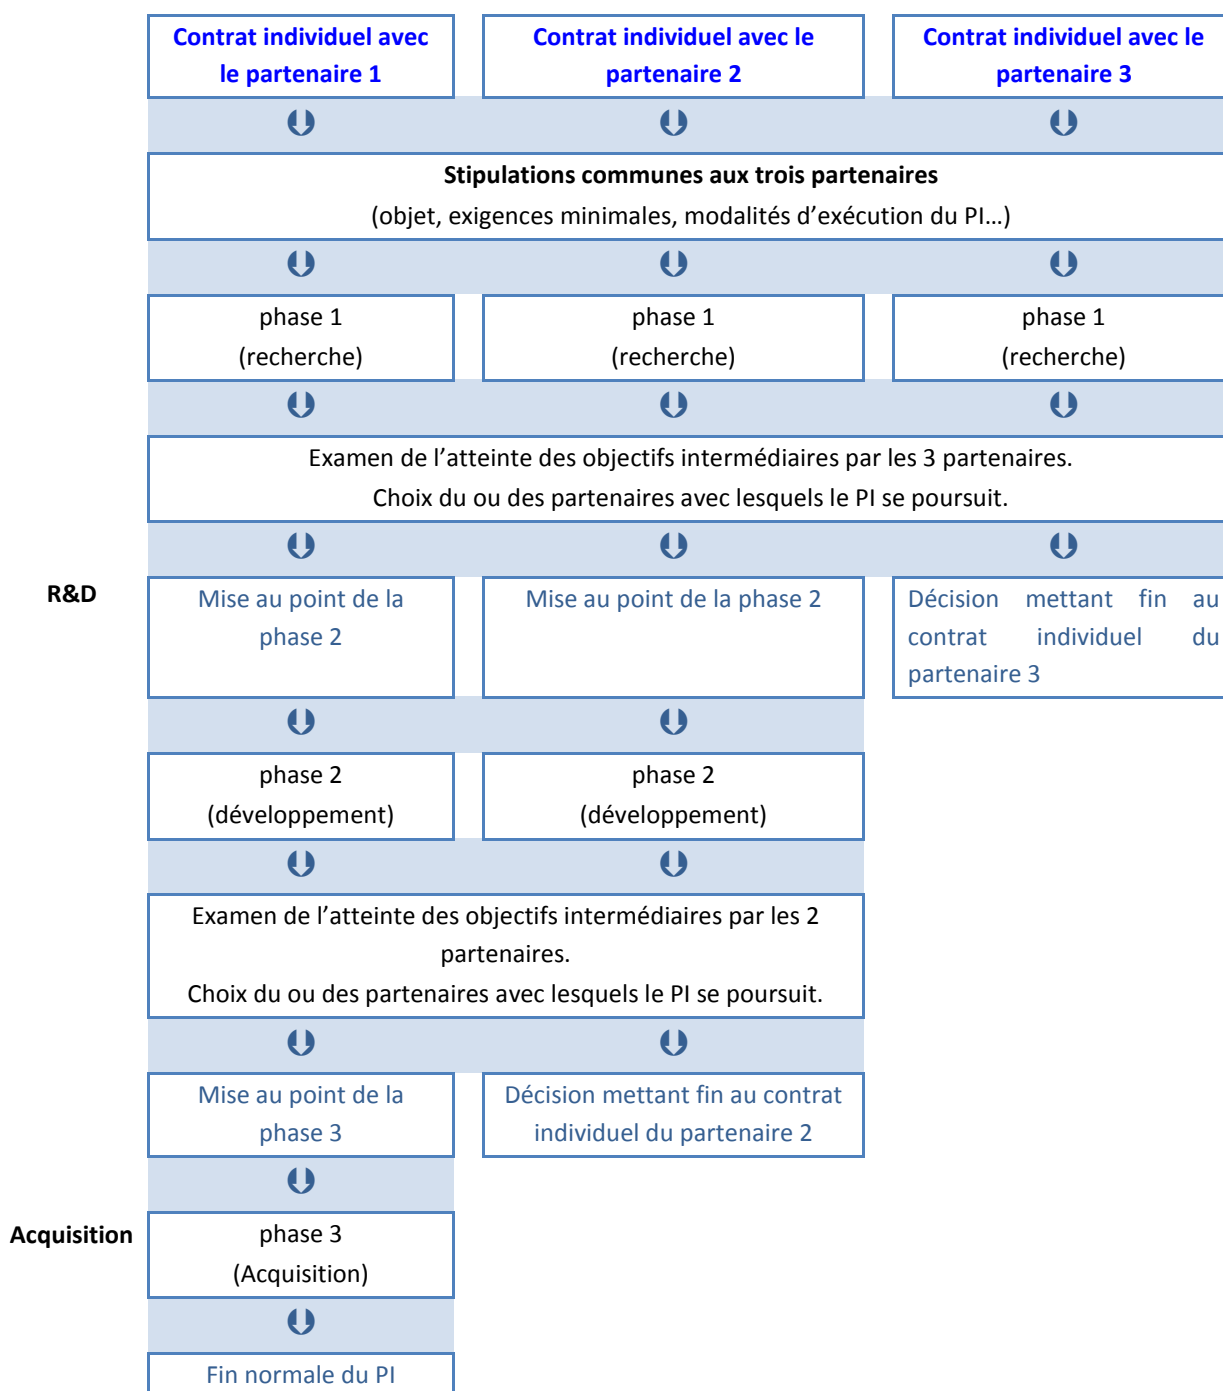 Contrat individuel avec
le partenaire 1
Contrat individuel avec le
partenaire 2
Contrat individuel avec le
partenaire 3
Stipulations communes aux trois partenaires
(objet, exigences minimales, modalités d’exécution du PI…)
phase 1
(recherche)
phase 1
(recherche)
phase 1
(recherche)
Examen de l’atteinte des objectifs intermédiaires par les 3 partenaires.
Choix du ou des partenaires avec lesquels le PI se poursuit.
R&D
Mise au point de la
phase 2
Mise au point de la phase 2
Décision mettant fin au
contrat individuel du
partenaire 3
phase 2
(développement)
phase 2
(développement)
Examen de l’atteinte des objectifs intermédiaires par les 2
partenaires.
Choix du ou des partenaires avec lesquels le PI se poursuit.
Mise au point de la
phase 3
Décision mettant fin au contrat
individuel du partenaire 2
Acquisition
phase 3
(Acquisition)
Fin normale du PI